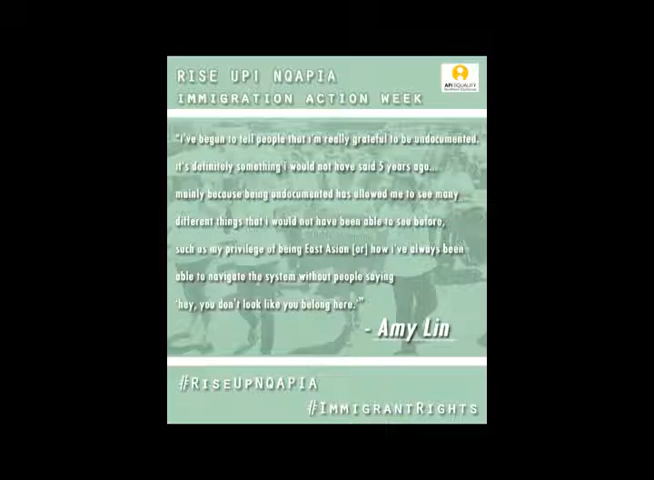 RISE UP! NQAPIA
API EQUALITY
IMMIGRATION ACTION WEEK
"i've begun to tell people that i'm really grateful to be undocumented.
it's definitely something i would not have said 5 years ago...
mainly because being undocumented has allowed me to see many
different things that i would not have been able to see before,
such as my privilege of being East Asian [or] how i've always been
able to navigate the system without people saying
'hey, you don't look like you belong here.'"
- Amy Lin
#RISEUPNQAPIA
#IMMIGRANTRIGHTS